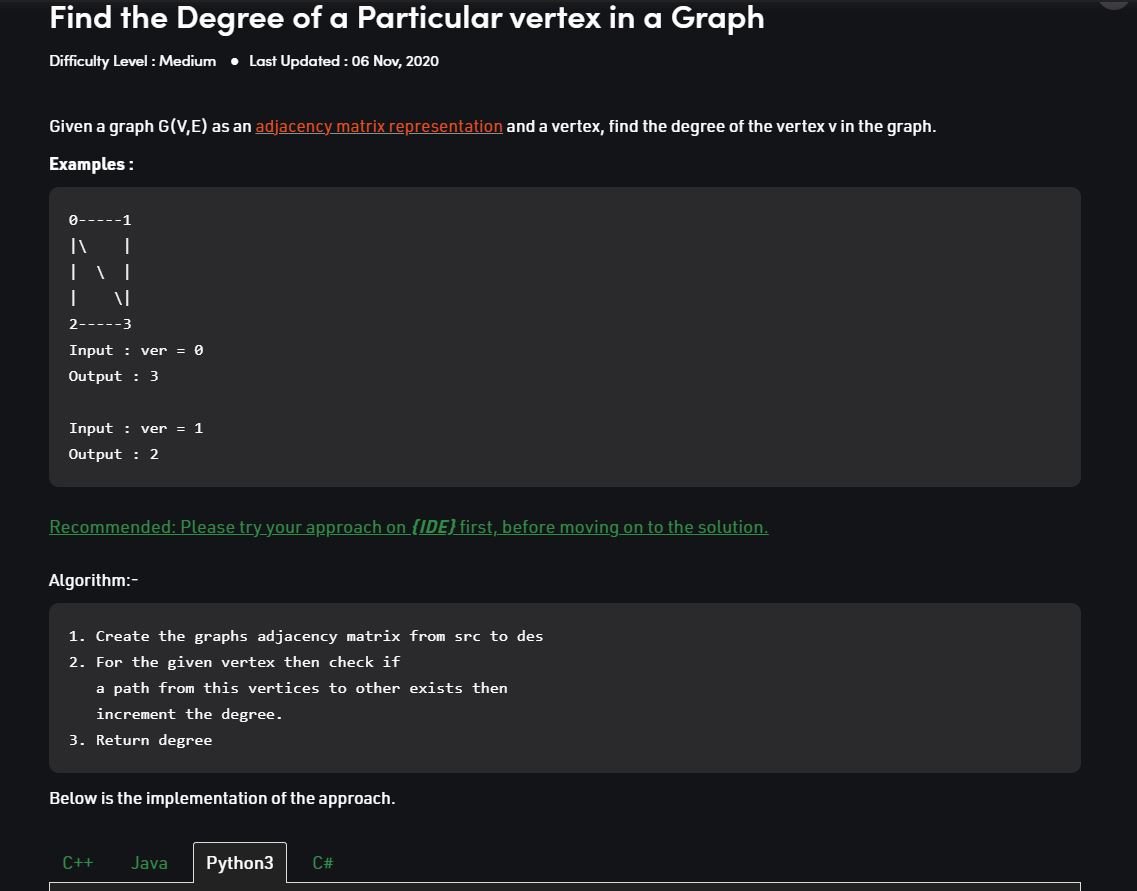 Find the Degree of a Particular vertex in a Graph
Difficulty Level : Medium ● Last Updated : 06 Nov, 2020
Given a graph G(V,E) as an adjacency matrix representation and a vertex, find the degree of the vertex v in the graph.
Examples :
0-----1
|\    |
|  \  |
|    \|
2-----3
Input : ver = 0
Output : 3
Input : ver = 1
Output : 2
Recommended: Please try your approach on {IDE} first, before moving on to the solution.
Algorithm:-
1. Create the graphs adjacency matrix from src to des
2. For the given vertex then check if
   a path from this vertices to other exists then
   increment the degree.
3. Return degree
Below is the implementation of the approach.
C++ Java Python3 C#